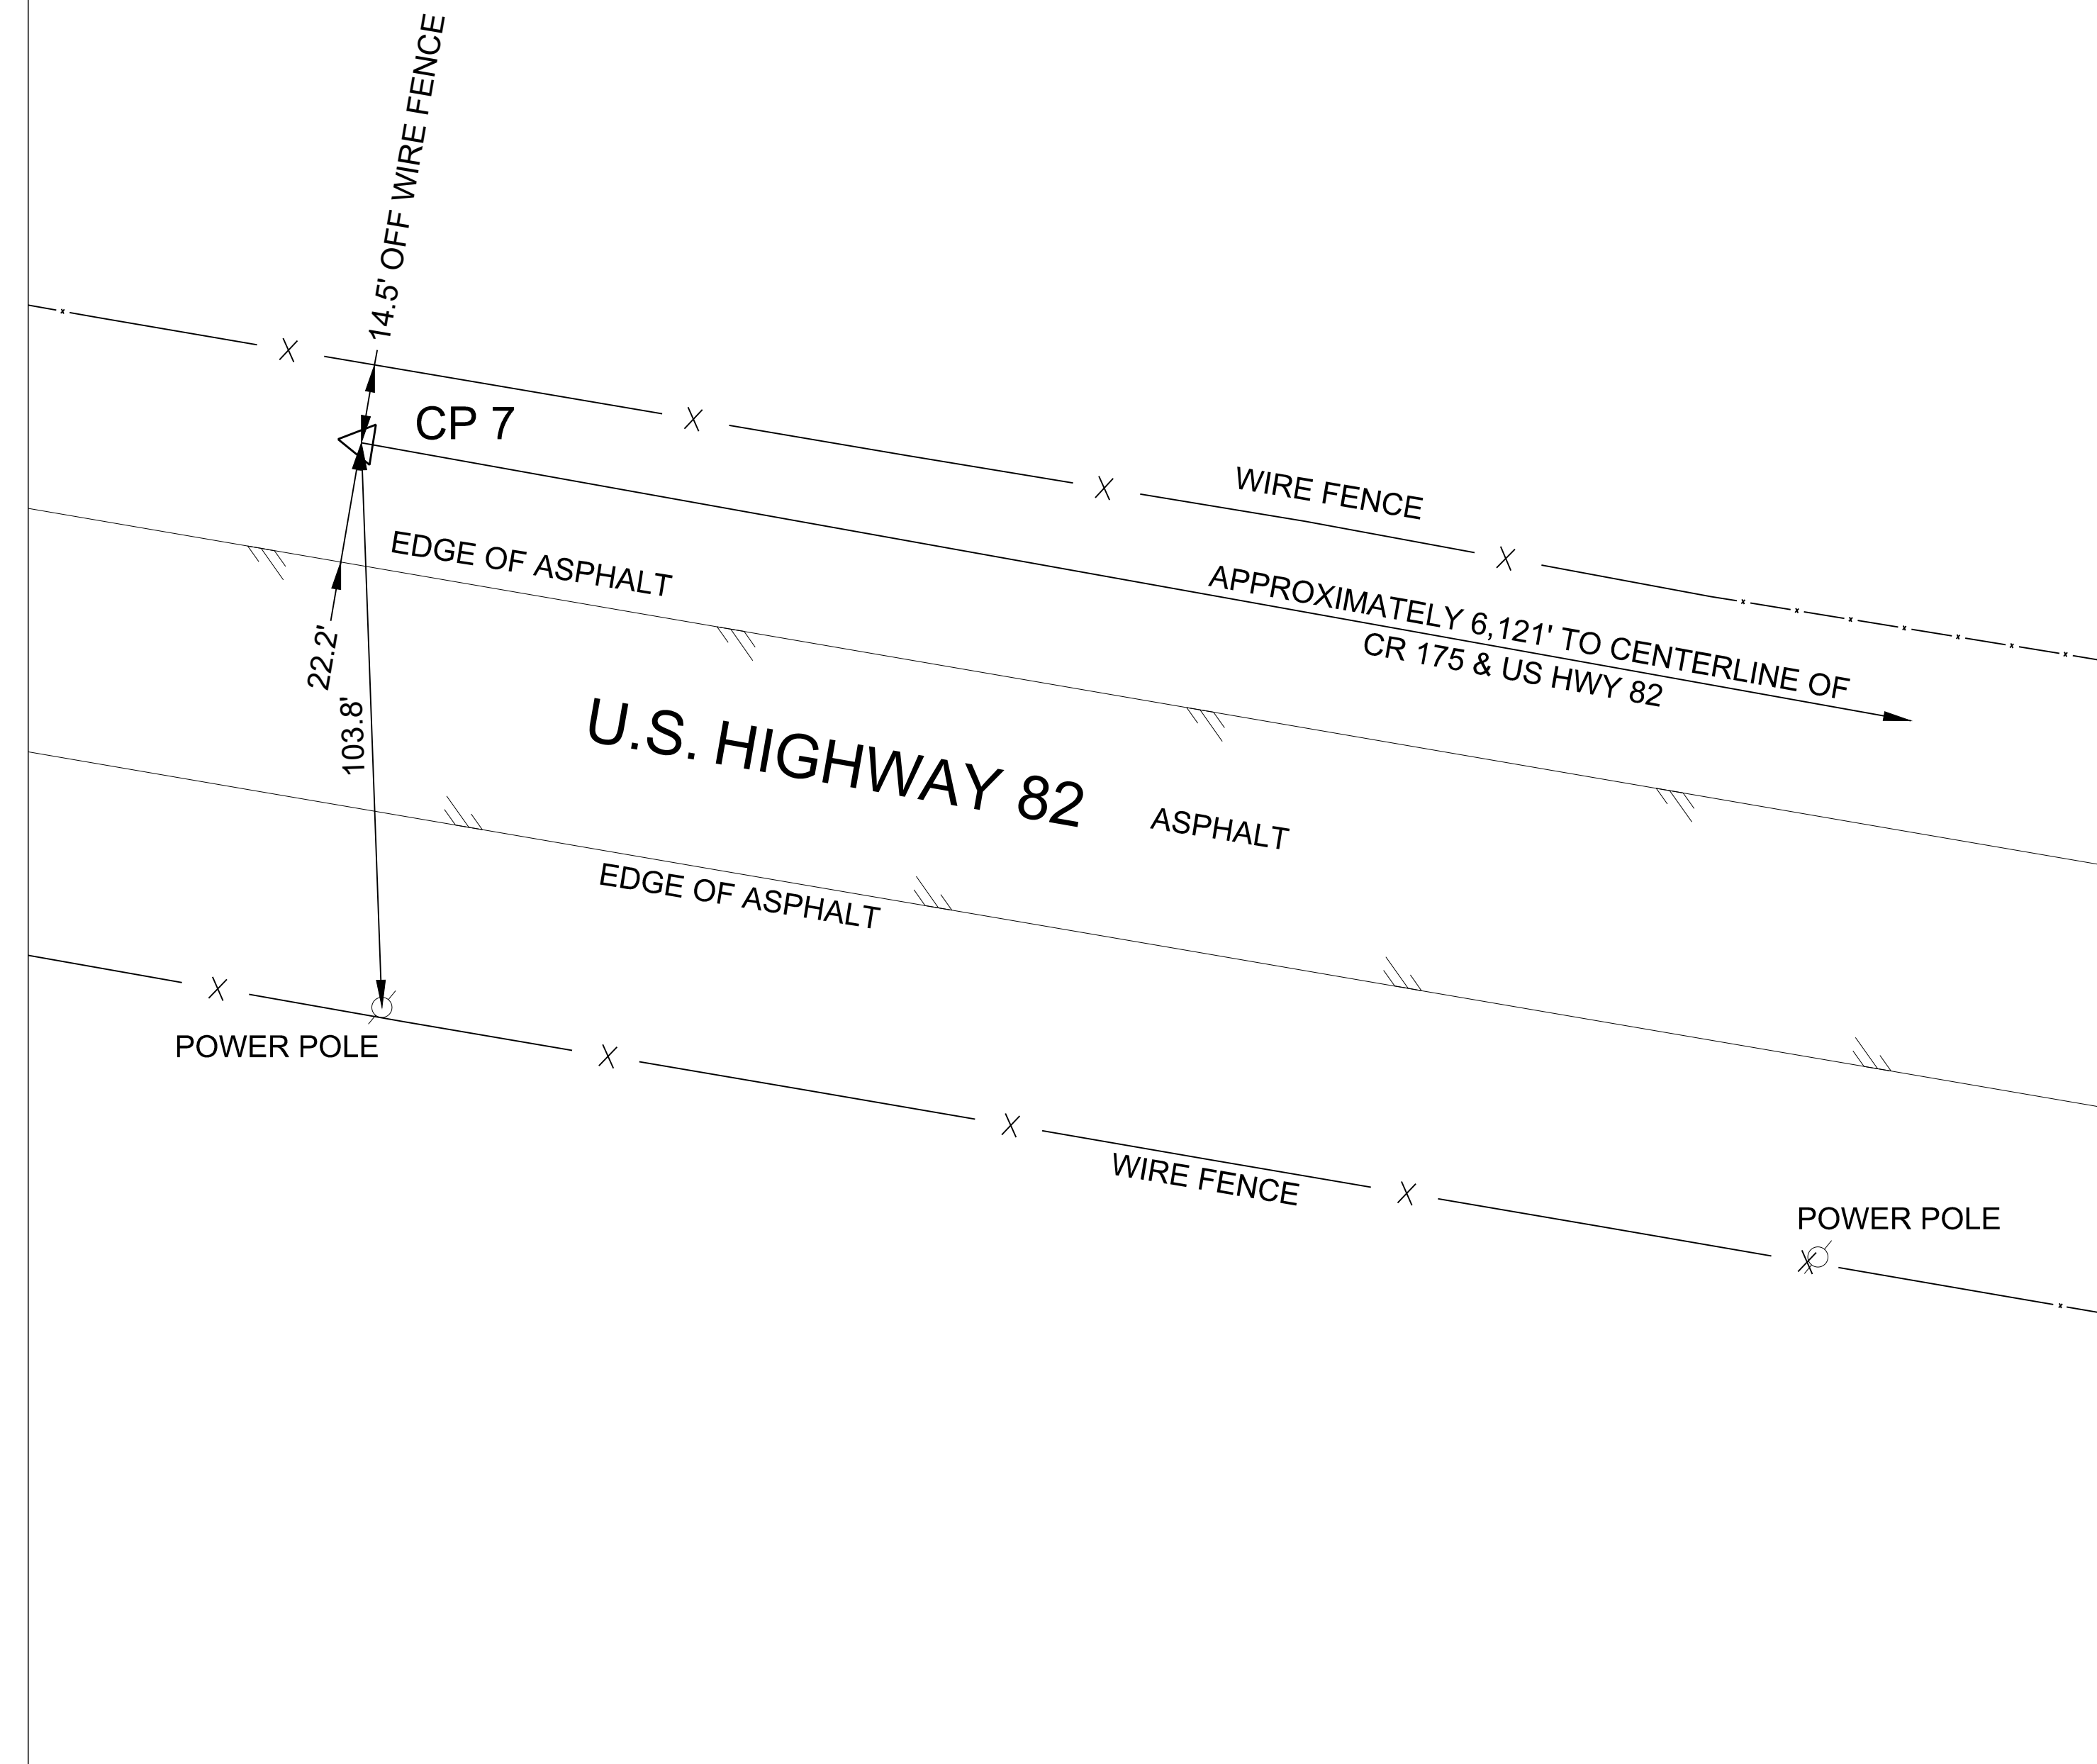 14.5' OFF WIRE FENCE
CP 7
WIRE FENCE
EDGE OF ASPHALT
APPROXIMATELY 6,121' TO CENTERLINE OF
CR 175 & US HWY 82
22.2'
103.8'
U.S. HIGHWAY 82
ASPHALT
EDGE OF ASPHALT
POWER POLE
WIRE FENCE
POWER POLE